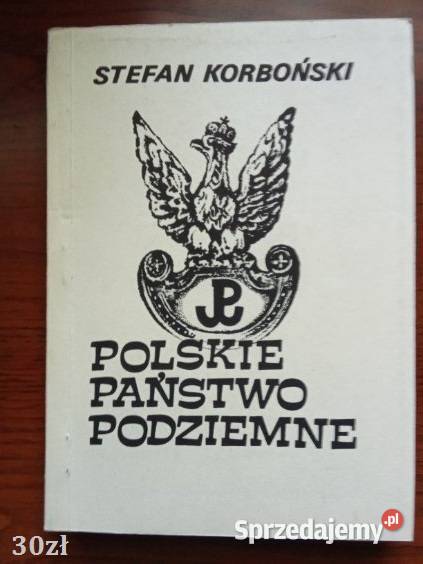 STEFAN KORBOŃSKI
POLSKIE
PAŃSTWO
PODZIEMNE
30zł
Sprzedajemy.pl